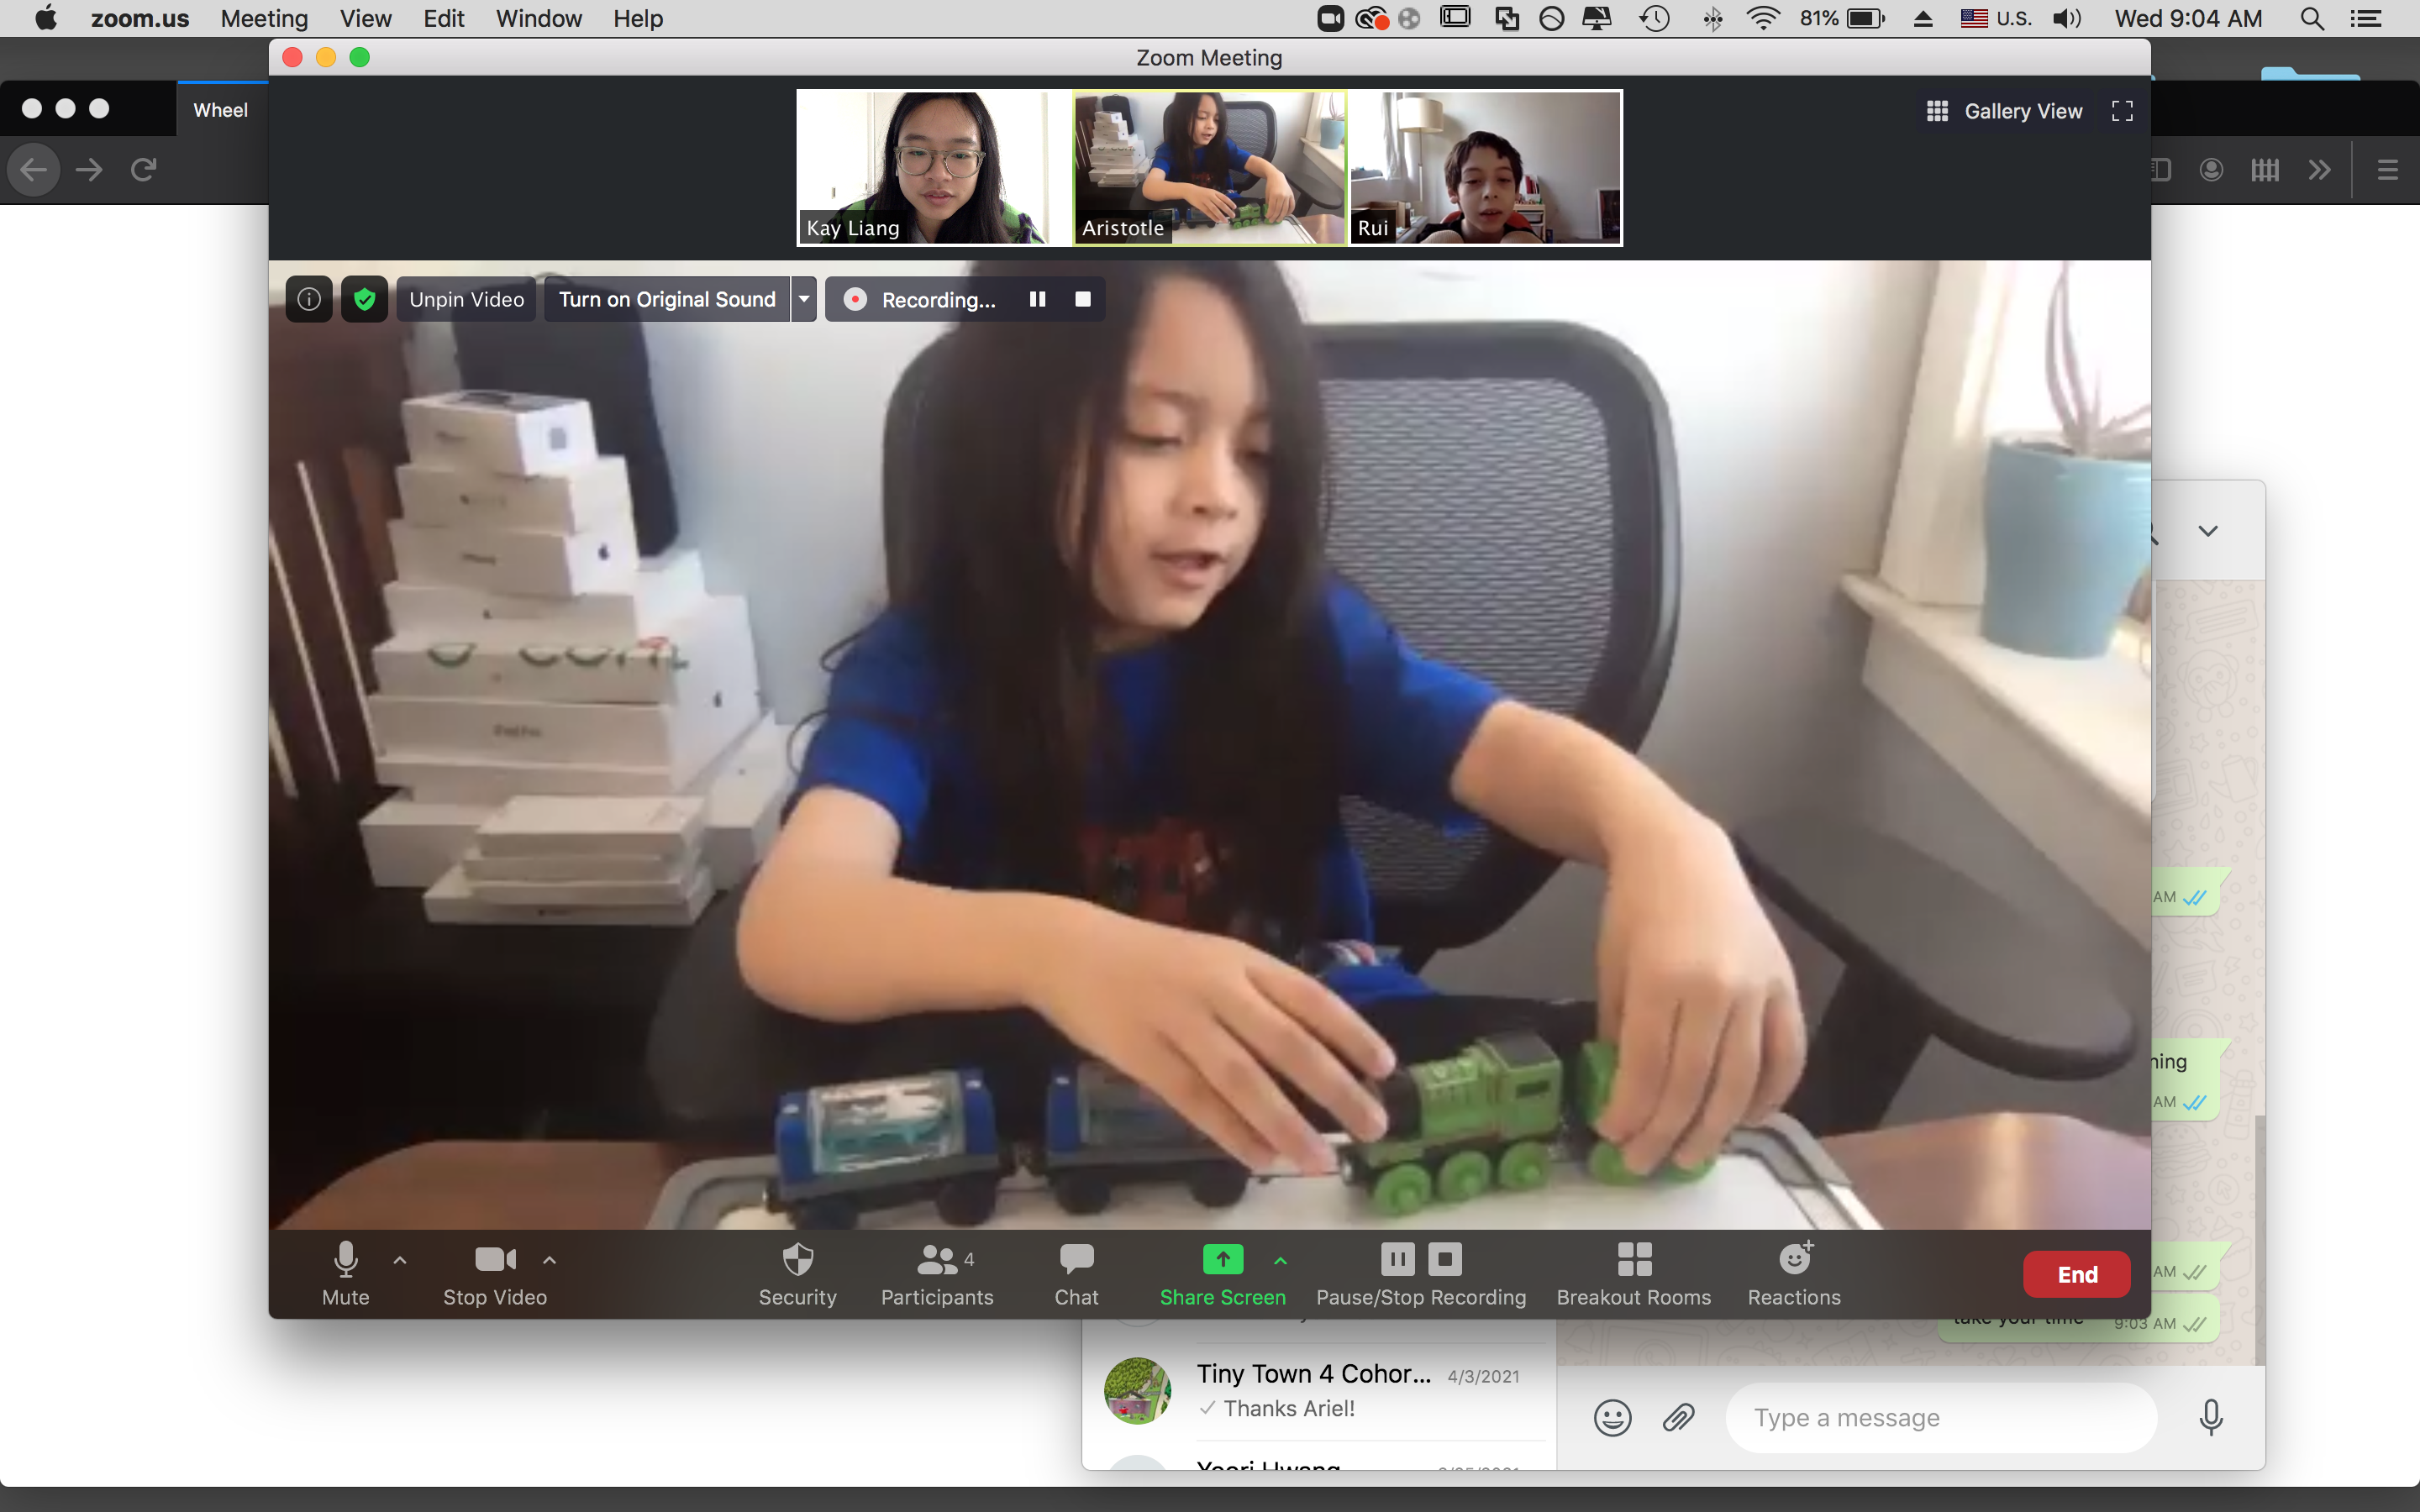 zoom.us Meeting View Edit Window Help 81% U.S. Wed 9:04 AM
Zoom Meeting
Wheel
Kay Liang
Aristotle
Rui
Gallery View
Unpin Video
Turn on Original Sound
Recording...
AM
ning
AM
AM
take your time 9:03 AM
Mute
Stop Video
Security
Participants 4
Chat
Share Screen
Pause/Stop Recording
Breakout Rooms
Reactions
End
Tiny Town 4 Cohor... 4/3/2021
Thanks Ariel!
Type a message
Yoori Hwang